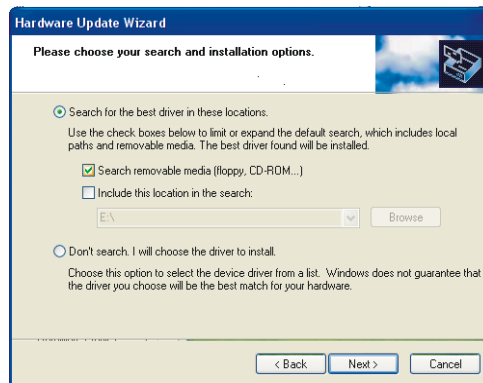 Hardware Update Wizard
Please choose your search and installation options.
Search for the best driver in these locations.
Use the check boxes below to limit or expand the default search, which includes local
paths and removable media. The best driver found will be installed.
Search removable media (floppy, CD-ROM...)
Include this location in the search:
E:\
Browse
Don't search. I will choose the driver to install.
Choose this option to select the device driver from a list. Windows does not guarantee that
the driver you choose will be the best match for your hardware.
< Back
Next >
Cancel